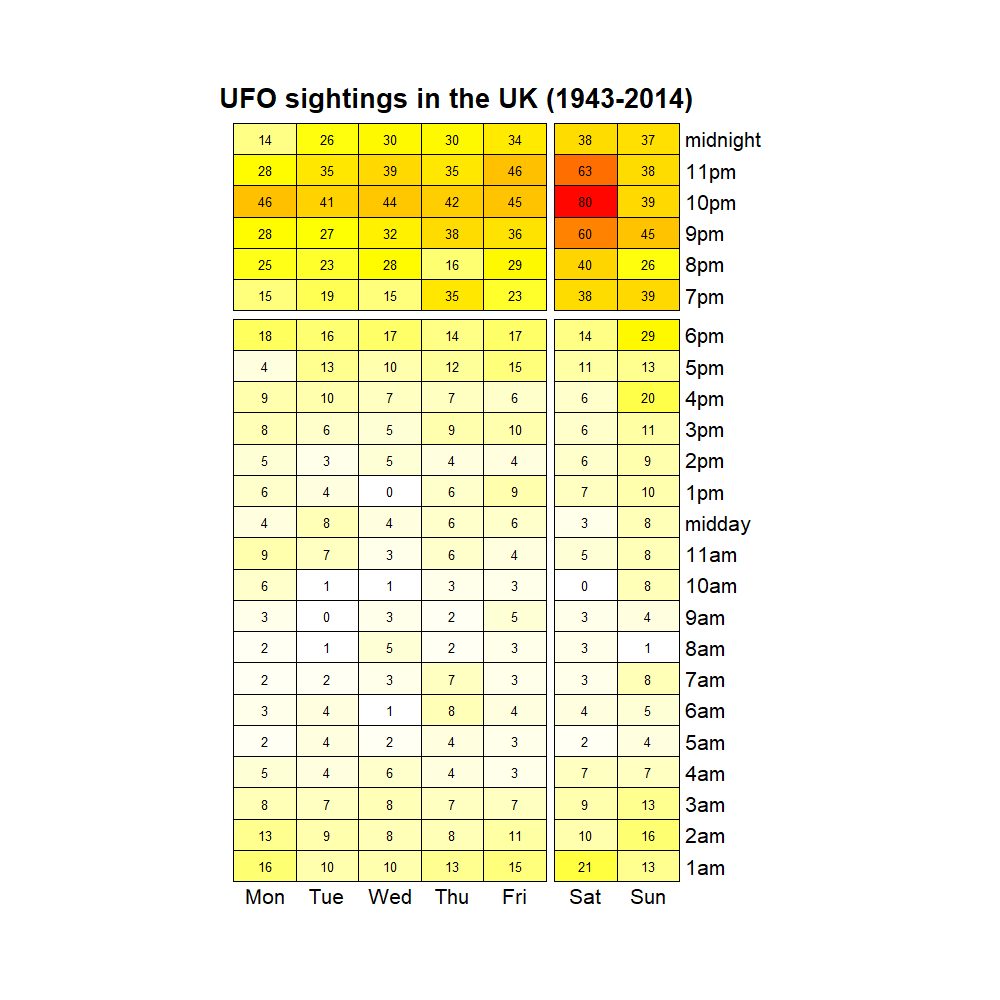 UFO sightings in the UK (1943-2014)
14 26 30 30 34 38 37 midnight
28 35 39 35 46 63 38 11pm
46 41 44 42 45 80 39 10pm
28 27 32 38 36 60 45 9pm
25 23 28 16 29 40 26 8pm
15 19 15 35 23 38 39 7pm
18 16 17 14 17 14 29 6pm
4 13 10 12 15 11 13 5pm
9 10 7 7 6 6 20 4pm
8 6 5 9 10 6 11 3pm
5 3 5 4 4 6 9 2pm
6 4 0 6 9 7 10 1pm
4 8 4 6 6 3 8 midday
9 7 3 6 4 5 8 11am
6 1 1 3 3 0 8 10am
3 0 3 2 5 3 4 9am
2 1 5 2 3 3 1 8am
2 2 3 7 3 3 8 7am
3 4 1 8 4 4 5 6am
2 4 2 4 3 2 4 5am
5 4 6 4 3 7 7 4am
8 7 8 7 7 9 13 3am
13 9 8 8 11 10 16 2am
16 10 10 13 15 21 13 1am
Mon Tue Wed Thu Fri Sat Sun